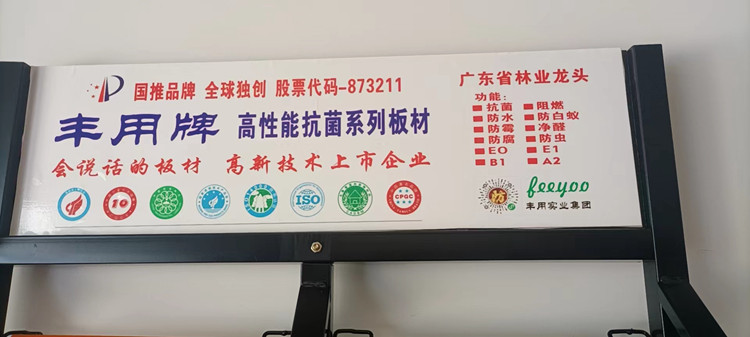 国推品牌 全球独创 股票代码-873211
丰用牌 高性能抗菌系列板材
会说话的板材 高新技术上市企业
10
ISO
CPGC
广东省林业龙头
功能：
抗菌 阻燃
防水 防白蚁
防霉 净醛
防腐 防虫
EO E1
B1 A2
feeyoo
丰用实业集团